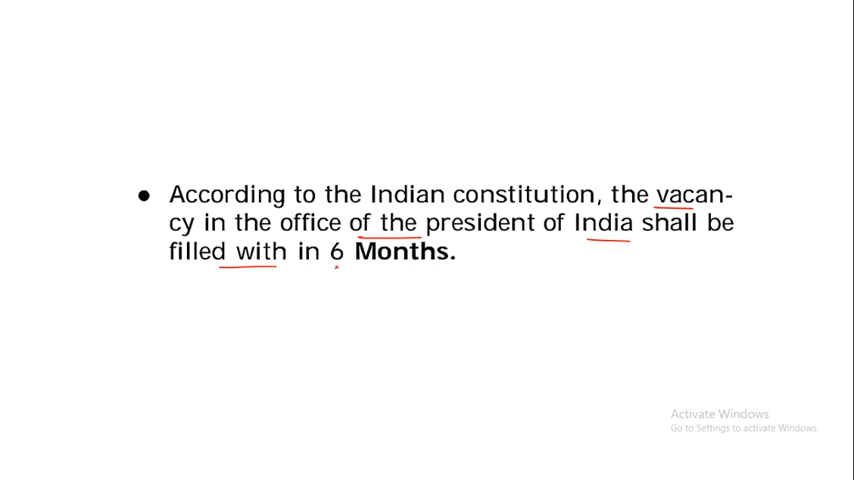 ● According to the Indian constitution, the vacan-
cy in the office of the president of India shall be
filled with in 6 Months.
Activate Windows
Go to Settings to activate Windows.